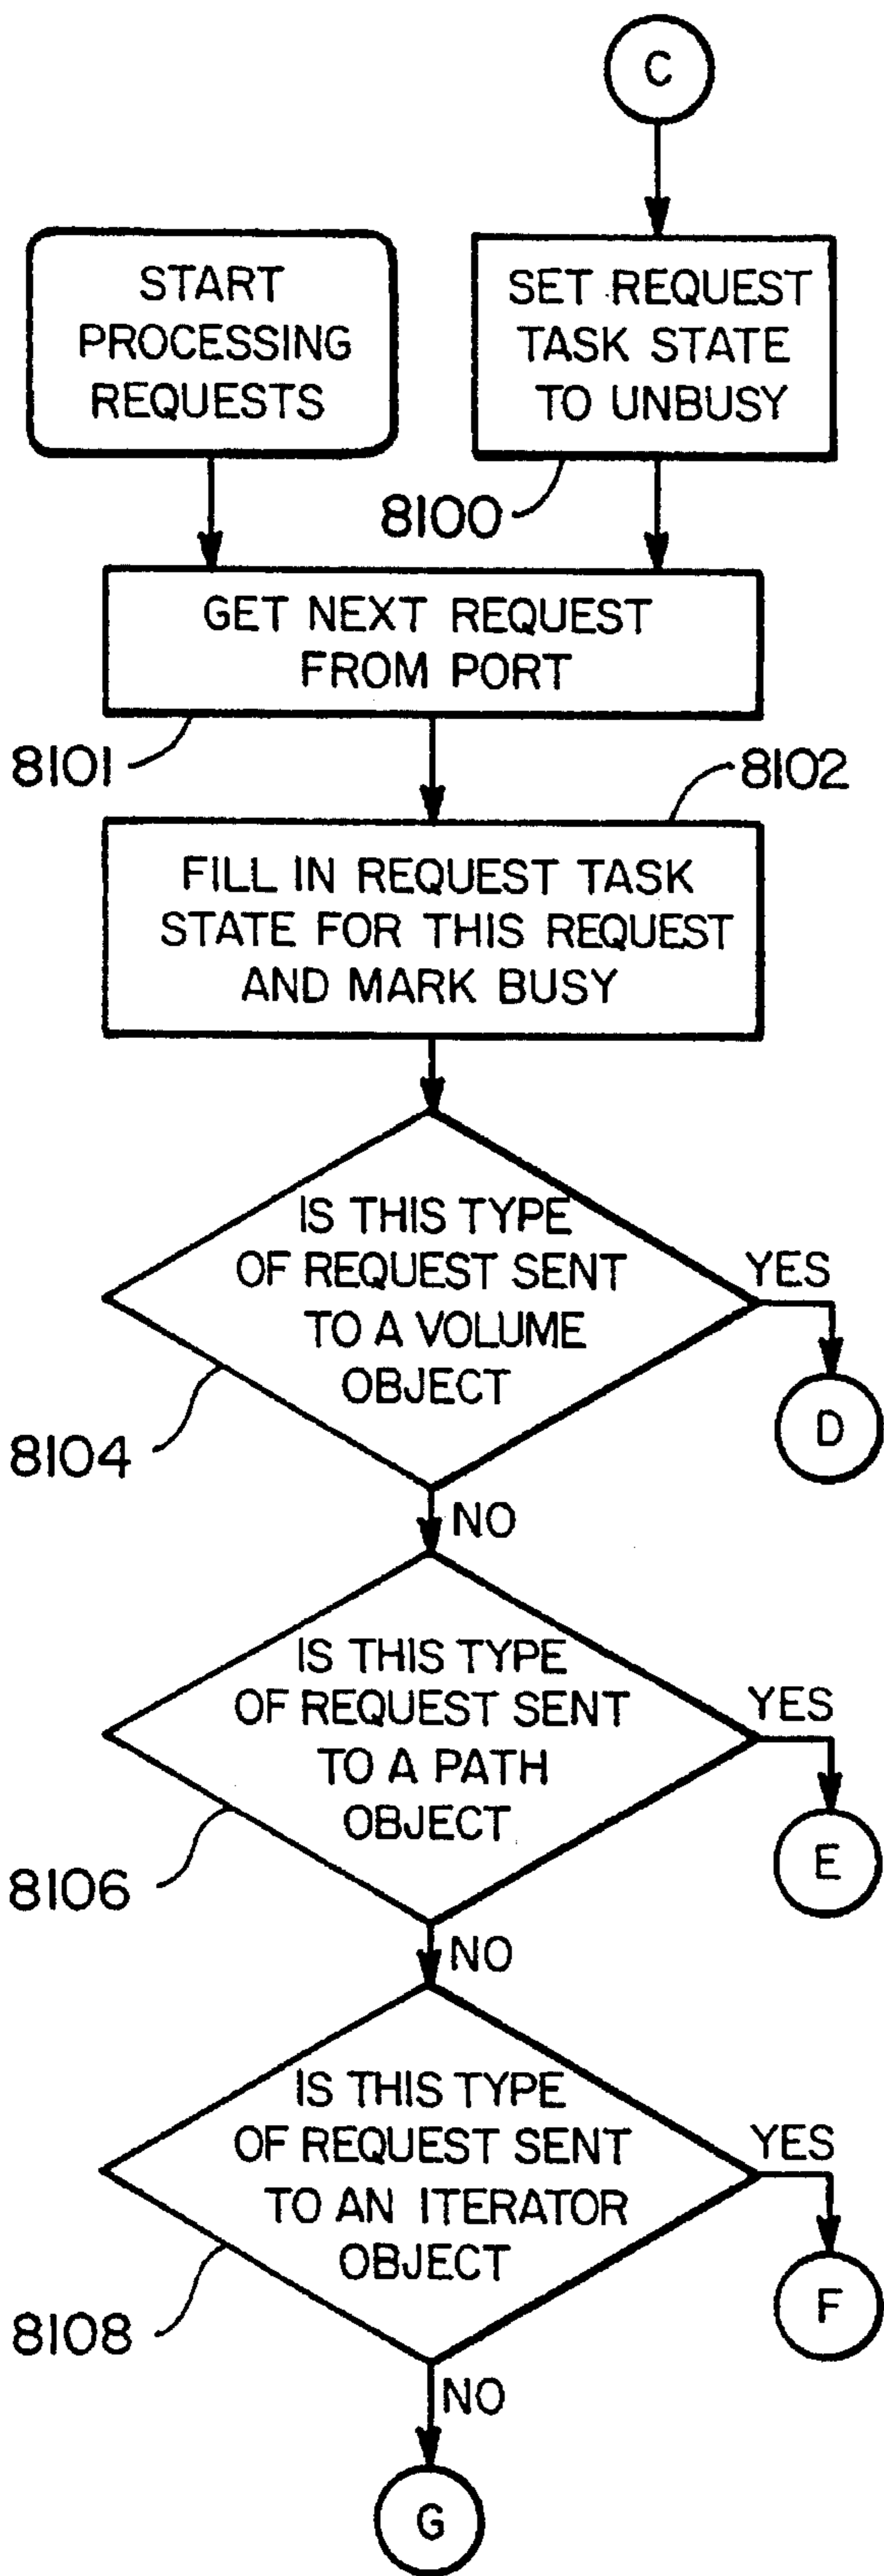 C
START
PROCESSING
REQUESTS
SET REQUEST
TASK STATE
TO UNBUSY
8100
GET NEXT REQUEST
FROM PORT
8101
8102
FILL IN REQUEST TASK
STATE FOR THIS REQUEST
AND MARK BUSY
IS THIS TYPE
OF REQUEST SENT
TO A VOLUME
OBJECT
YES
D
8104
NO
IS THIS TYPE
OF REQUEST SENT
TO A PATH
OBJECT
YES
E
8106
NO
IS THIS TYPE
OF REQUEST SENT
TO AN ITERATOR
OBJECT
YES
F
8108
NO
G